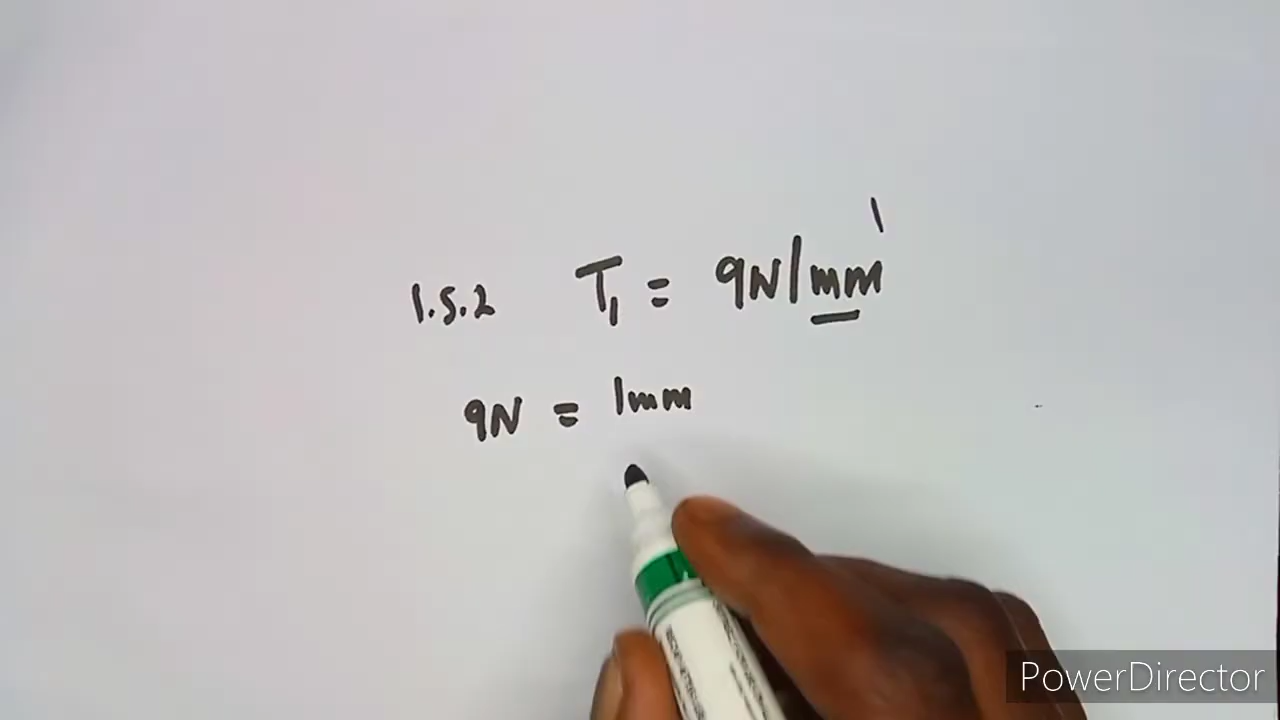 1.5.2 T₁ = 9N/mm
9N = 1mm
PowerDirector